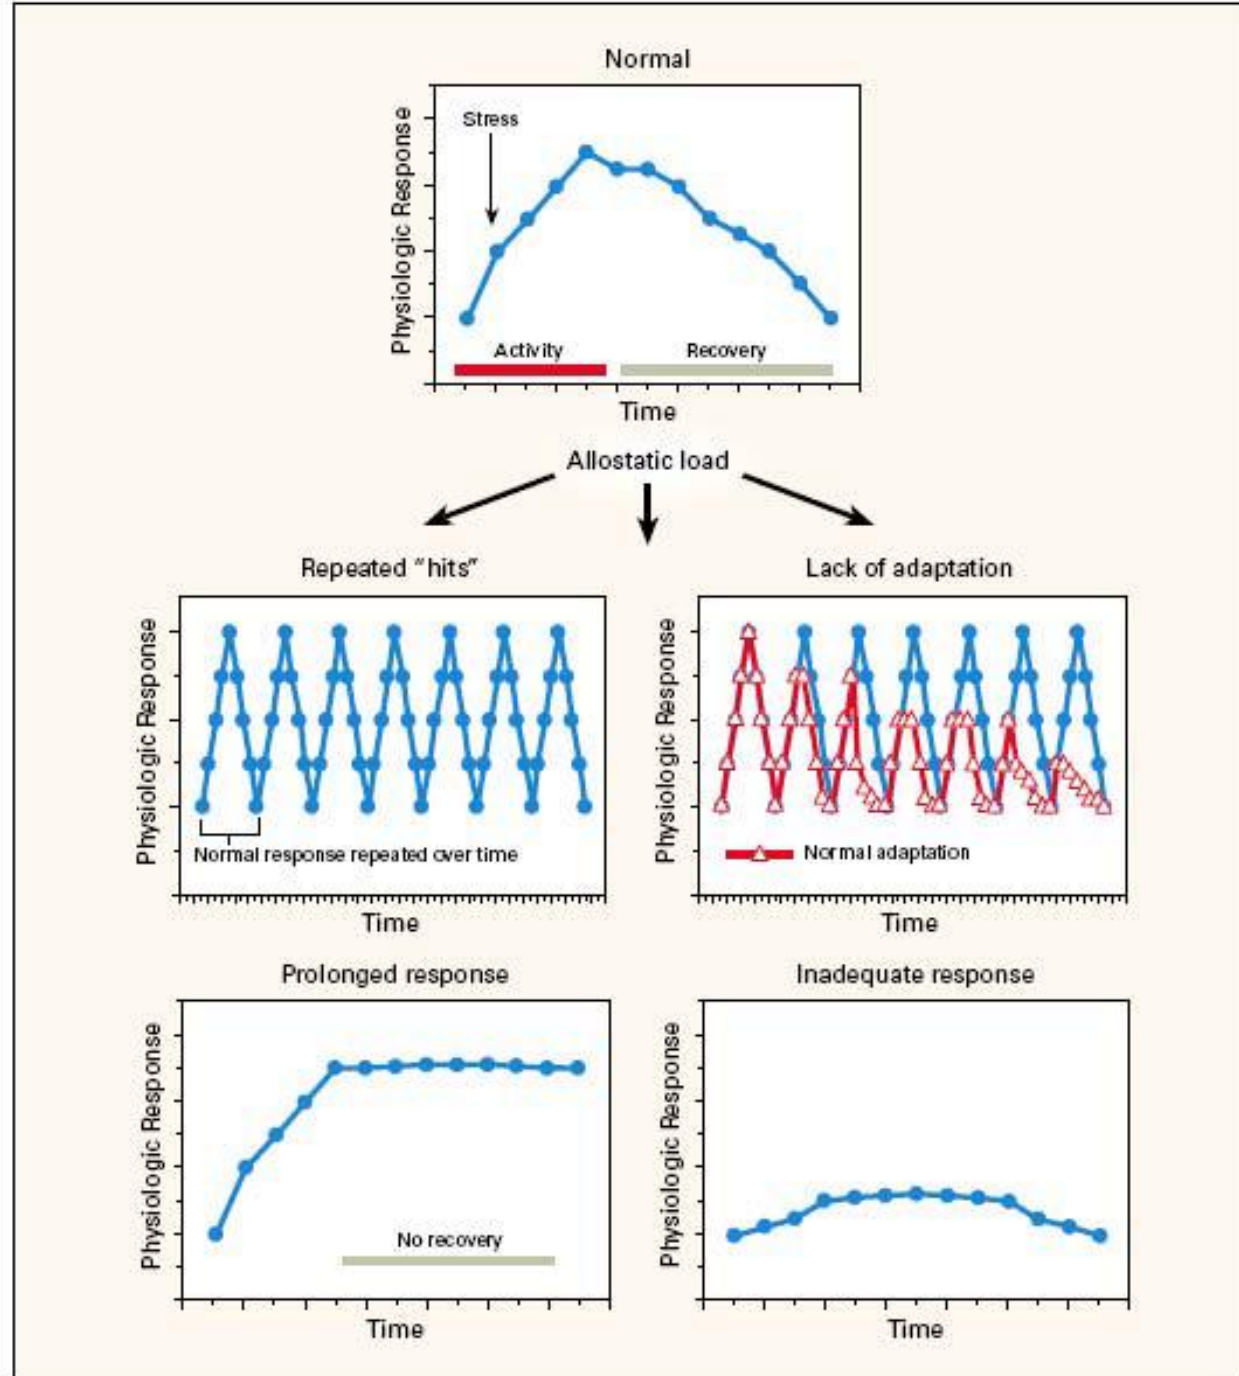 Normal
Stress
Physiologic Response
Activity
Recovery
Time
Allostatic load
Repeated “hits”
Physiologic Response
Normal response repeated over time
Time
Lack of adaptation
Physiologic Response
Normal adaptation
Time
Prolonged response
Physiologic Response
No recovery
Time
Inadequate response
Physiologic Response
Time